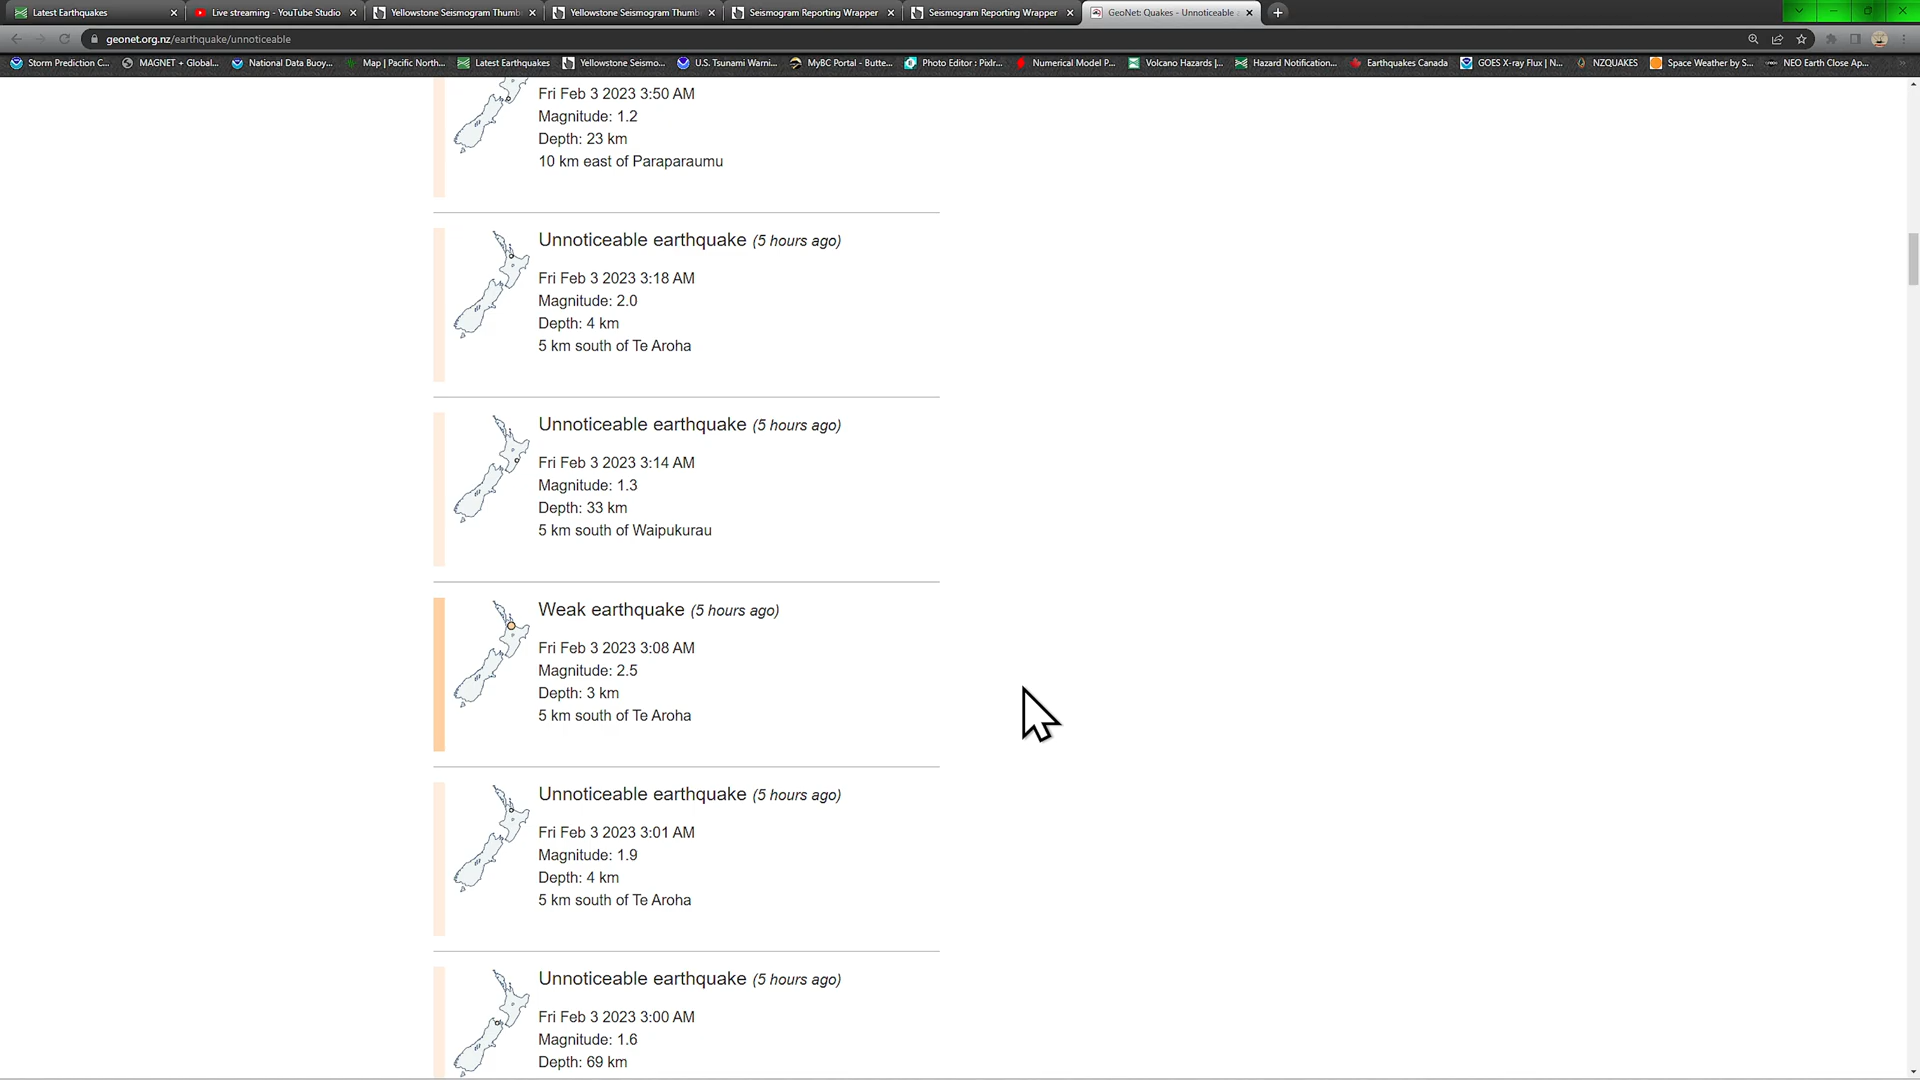 Latest Earthquakes
Live streaming - YouTube Studio
Yellowstone Seismogram Thumb
Yellowstone Seismogram Thumb
Seismogram Reporting Wrapper
Seismogram Reporting Wrapper
GeoNet: Quakes - Unnoticeable
geonet.org.nz/earthquake/unnoticeable
Storm Prediction C...
MAGNET + Global...
National Data Buoy...
Map | Pacific North...
Latest Earthquakes
Yellowstone Seismo...
U.S. Tsunami Warni...
MyBC Portal - Butte...
Photo Editor : Pixlr...
Numerical Model P...
Volcano Hazards |...
Hazard Notification...
Earthquakes Canada
GOES X-ray Flux | N...
NZQUAKES
Space Weather by S...
NEO Earth Close Ap...
Fri Feb 3 2023 3:50 AM
Magnitude: 1.2
Depth: 23 km
10 km east of Paraparaumu
Unnoticeable earthquake (5 hours ago)
Fri Feb 3 2023 3:18 AM
Magnitude: 2.0
Depth: 4 km
5 km south of Te Aroha
Unnoticeable earthquake (5 hours ago)
Fri Feb 3 2023 3:14 AM
Magnitude: 1.3
Depth: 33 km
5 km south of Waipukurau
Weak earthquake (5 hours ago)
Fri Feb 3 2023 3:08 AM
Magnitude: 2.5
Depth: 3 km
5 km south of Te Aroha
Unnoticeable earthquake (5 hours ago)
Fri Feb 3 2023 3:01 AM
Magnitude: 1.9
Depth: 4 km
5 km south of Te Aroha
Unnoticeable earthquake (5 hours ago)
Fri Feb 3 2023 3:00 AM
Magnitude: 1.6
Depth: 69 km